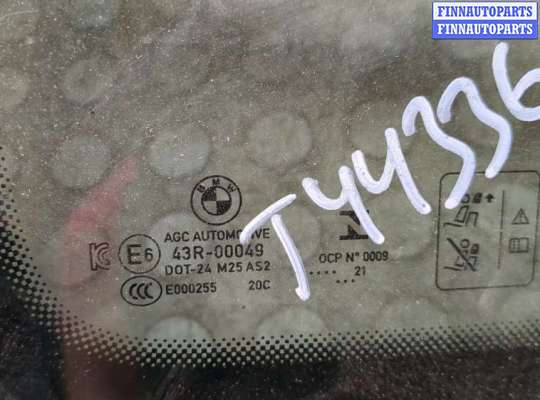 FINNAUTOPARTS
FINNAUTOPARTS
T44336
BMW
AGC AUTOMOTIVE
E6 43R-00049
DOT-24 M25 AS2
CCC E000255 20C
OCP N° 0009
.... 21
...